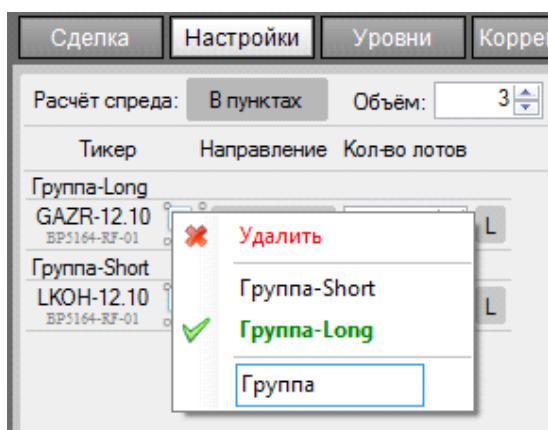 Сделка Настройки Уровни Корре
Расчёт спреда: В пунктах Объём: 3
Тикер Направление Кол-во лотов
Группа-Long
GAZR-12.10 L
BP5164-RF-01
Группа-Short
LKOH-12.10 L
BP5164-RF-01
Удалить
Группа-Short
Группа-Long
Группа